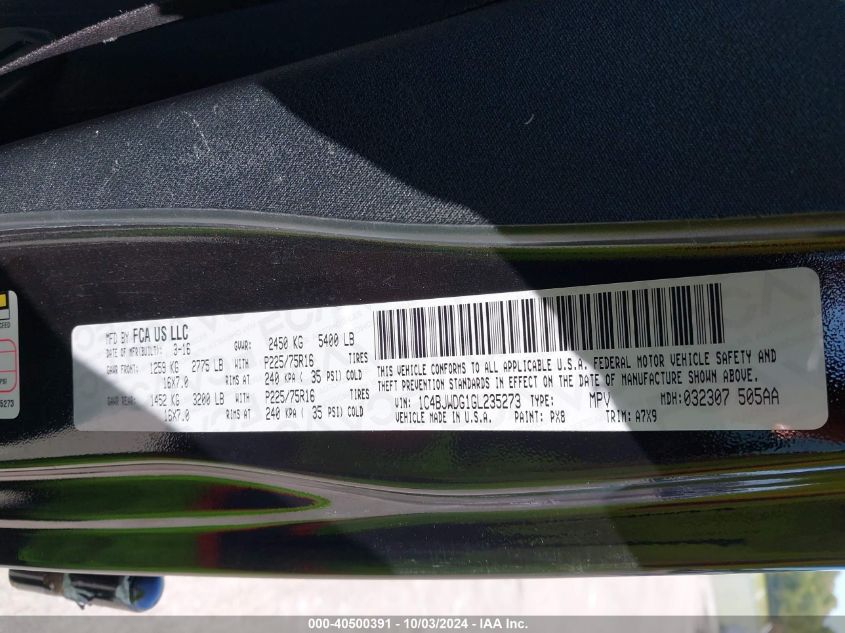 MFD BY FCA US LLC
DATE OF MFR(BUILT): 3-16 GVWR: 2450 KG 5400 LB
GAWR FRONT: 1259 KG 2775 LB WITH P225/75R16 TIRES
16X7.0 RIMS AT 240 KPA ( 35 PSI) COLD
GAWR REAR: 1452 KG 3200 LB WITH P225/75R16 TIRES
16X7.0 RIMS AT 240 KPA ( 35 PSI) COLD
THIS VEHICLE CONFORMS TO ALL APPLICABLE U.S.A. FEDERAL MOTOR VEHICLE SAFETY AND
THEFT PREVENTION STANDARDS IN EFFECT ON THE DATE OF MANUFACTURE SHOWN ABOVE.
VIN: 1C4BJWDG1GL235273 TYPE: MPV MDH: 032307 505AA
VEHICLE MADE IN U.S.A. PAINT: PX8 TRIM: A7X9
CEED
PSI
35273
000-40500391 - 10/03/2024 - IAA Inc.